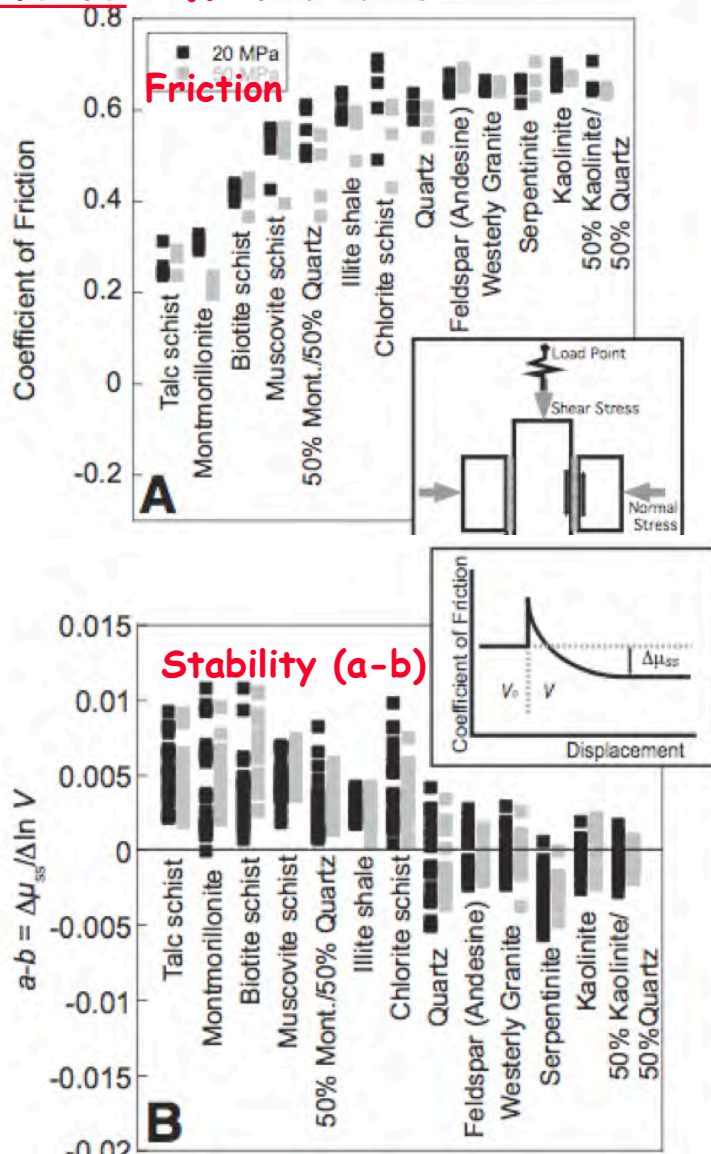 0.8
20 MPa
50 MPa
Friction
0.6
0.4
0.2
0
-0.2
Coefficient of Friction
Talc schist
Montmorillonite
Biotite schist
Muscovite schist
50% Mont./50% Quartz
Illite shale
Chlorite schist
Quartz
Feldspar (Andesine)
Westerly Granite
Serpentinite
Kaolinite
50% Kaolinite/
50% Quartz
A
Load Point
Shear Stress
Normal
Stress
0.015
Stability (a-b)
0.01
0.005
0
-0.005
-0.01
-0.015
-0.02
a-b = Δμss/Δln V
Coefficient of Friction
V₀
V
Δμss
Displacement
Talc schist
Montmorillonite
Biotite schist
Muscovite schist
50% Mont./50% Quartz
Illite shale
Chlorite schist
Quartz
Feldspar (Andesine)
Westerly Granite
Serpentinite
Kaolinite
50% Kaolinite/
50%Quartz
B